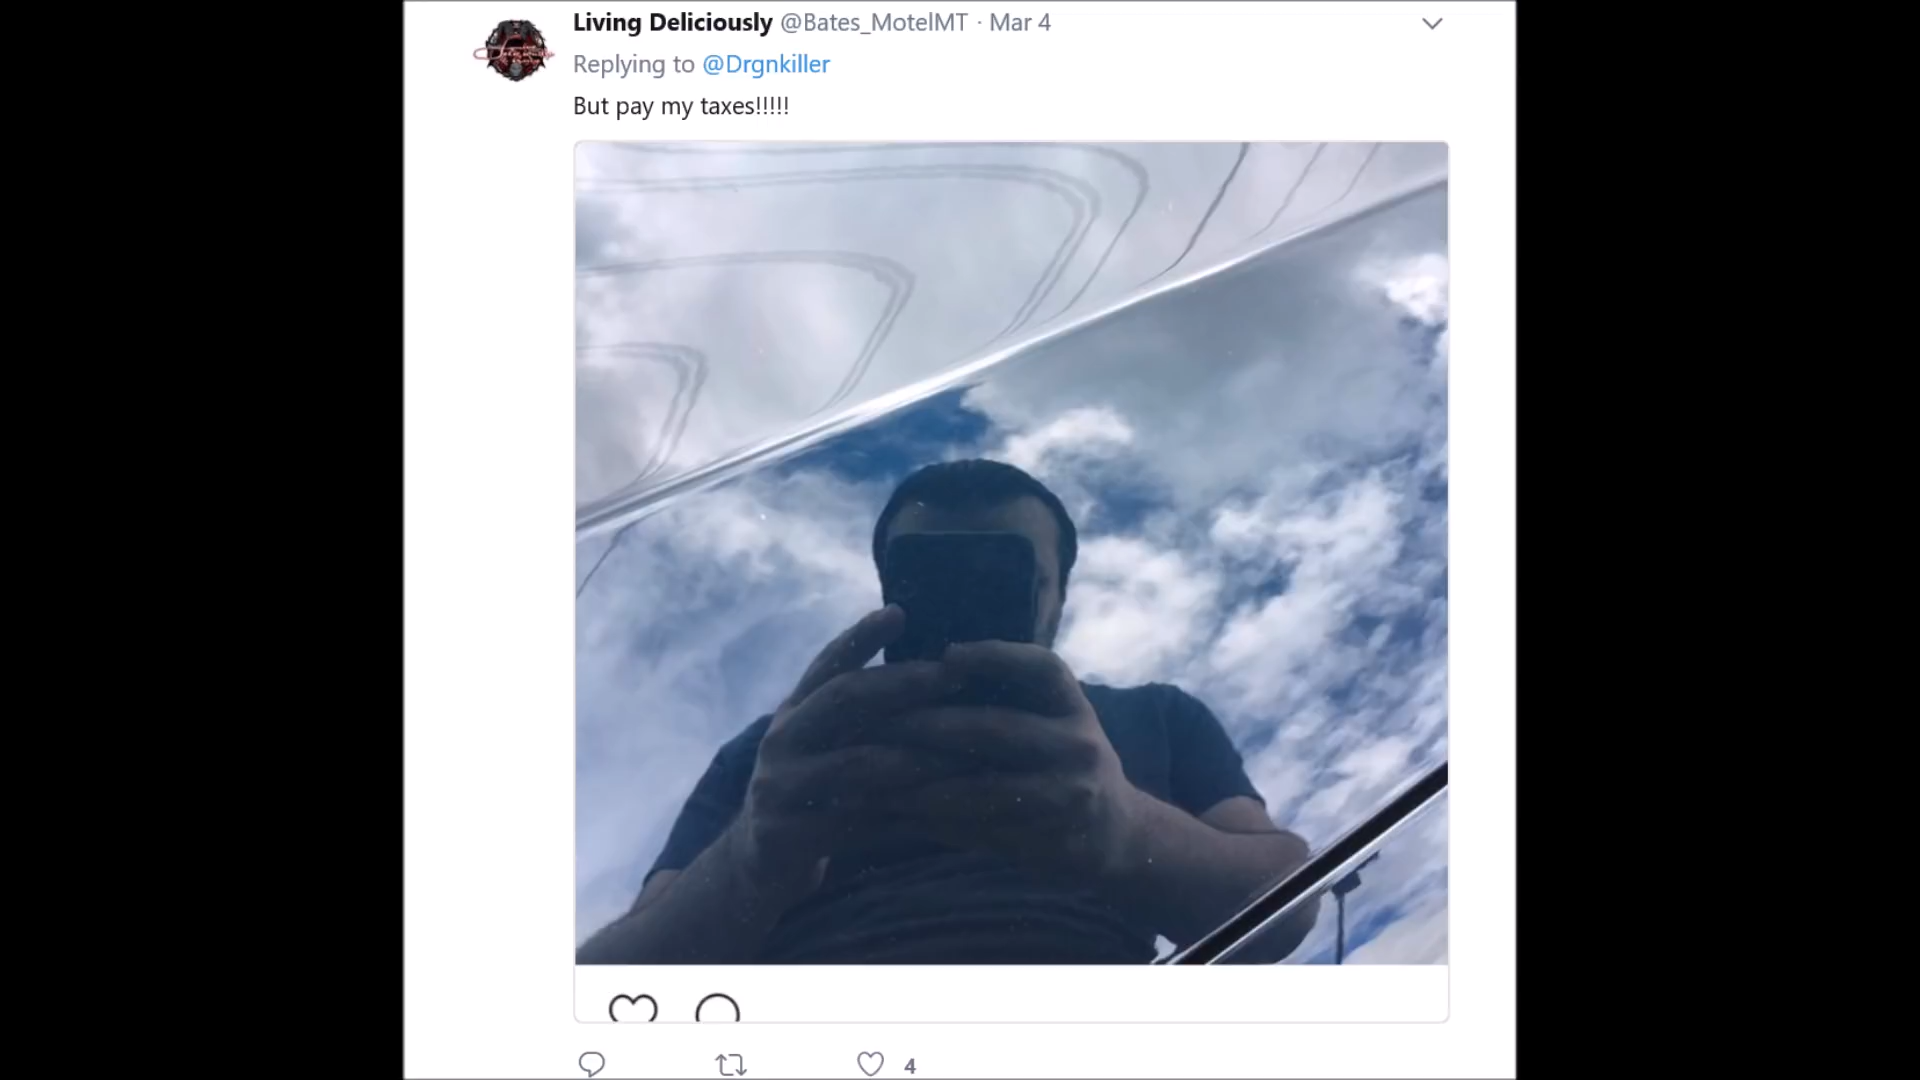 Living Deliciously @Bates_MotelMT · Mar 4
Replying to @Drgnkiller
But pay my taxes!!!!!
4